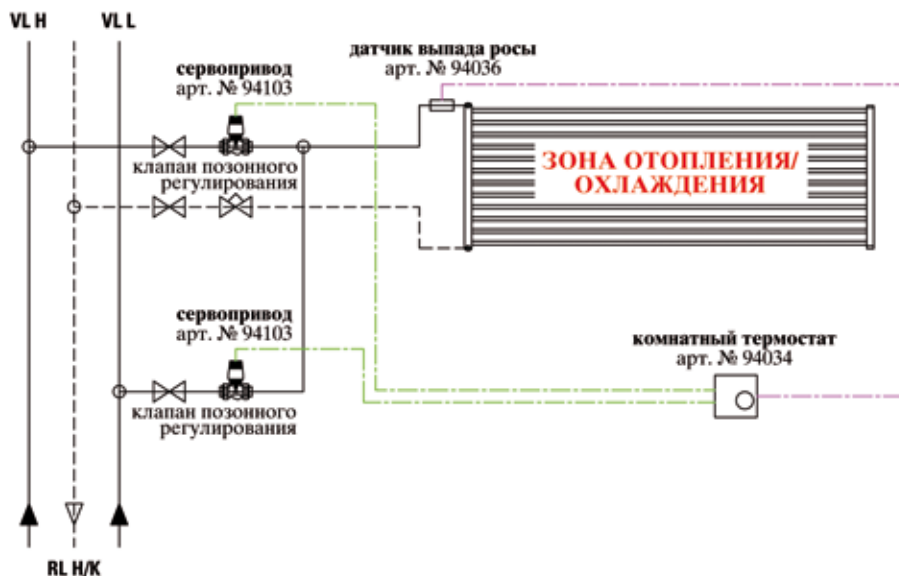 VL H
VL L
датчик выпада росы
арт. № 94036
сервопривод
арт. № 94103
клапан позонного
регулирования
ЗОНА ОТОПЛЕНИЯ/
ОХЛАЖДЕНИЯ
сервопривод
арт. № 94103
клапан позонного
регулирования
комнатный термостат
арт. № 94034
RL H/K